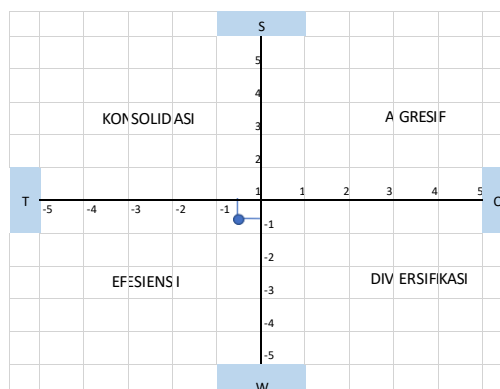 S
5
4
KONSOLIDASI AGRESIF
3
2
T -5 -4 -3 -2 -1 1 1 2 3 4 5 O
-1
-2
EFESIENSI DIVERSIFIKASI
-3
-4
-5
W